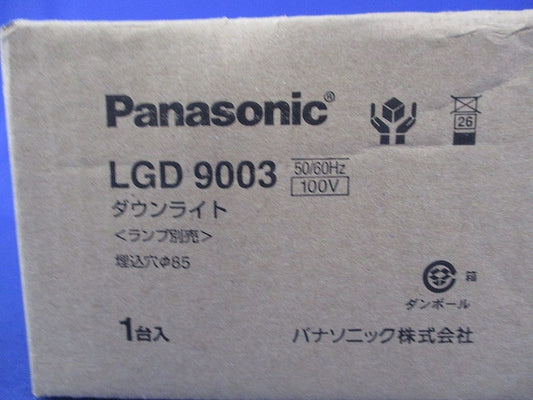 Panasonic®
26
LGD 9003 50/60Hz 100V
ダウンライト
<ランプ別売>
埋込穴φ85
箱
ダンボール
1台入
パナソニック株式会社